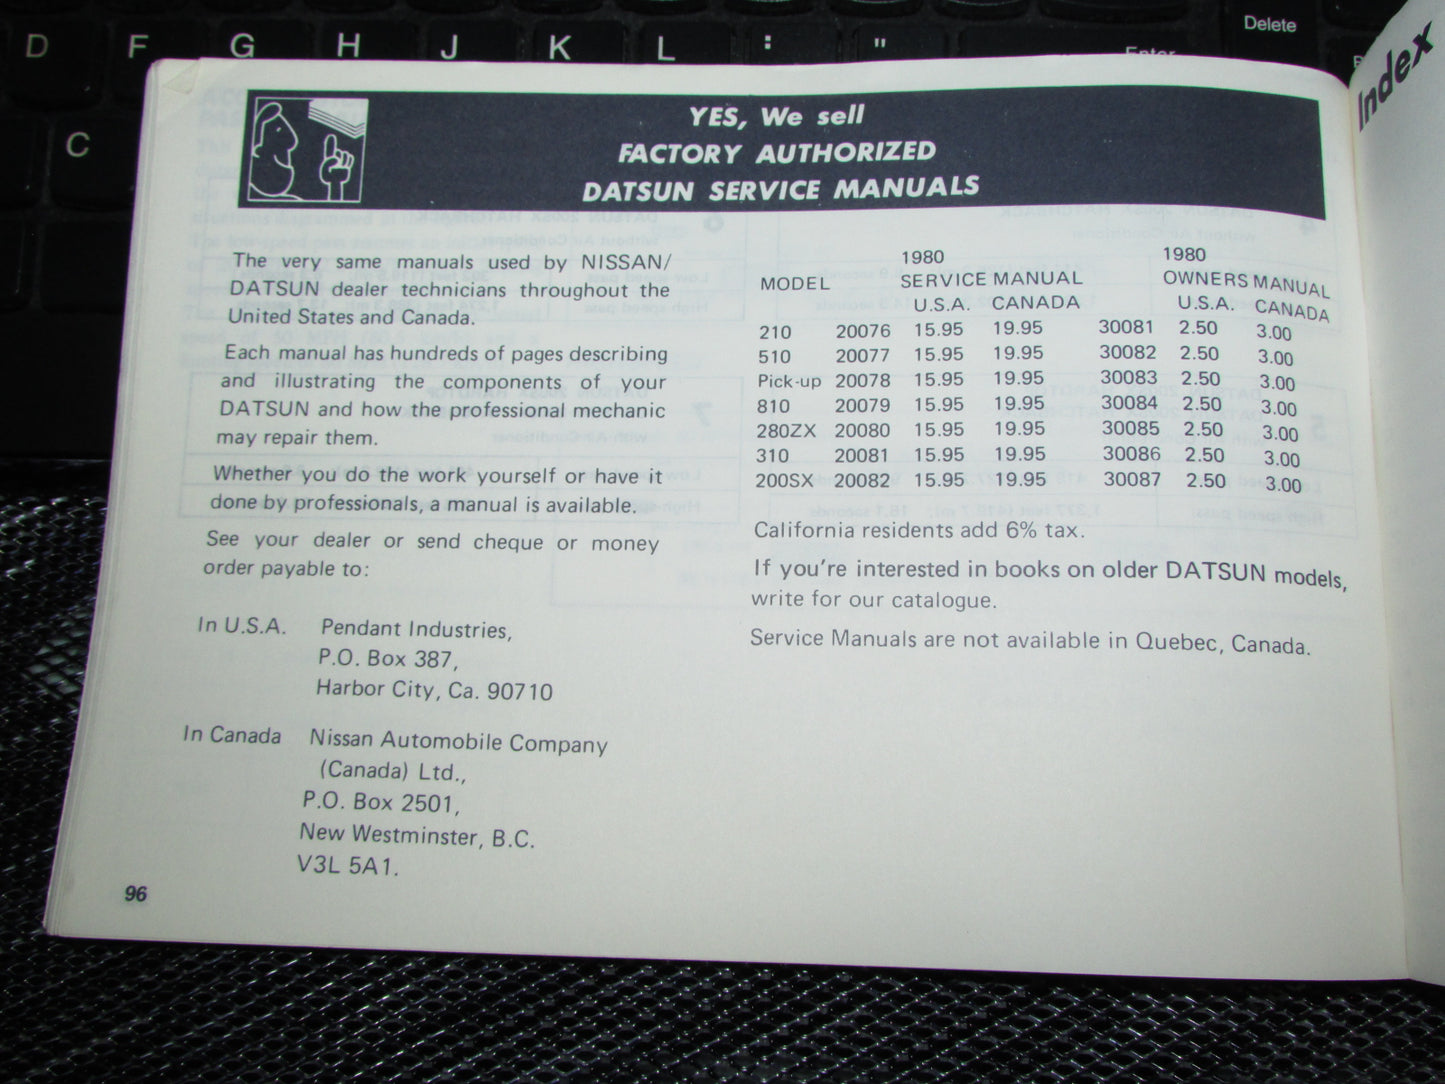 D F G H J K L : "
Delete
C
Index
YES, We sell
FACTORY AUTHORIZED
DATSUN SERVICE MANUALS
The very same manuals used by NISSAN/
DATSUN dealer technicians throughout the
United States and Canada.
Each manual has hundreds of pages describing
and illustrating the components of your
DATSUN and how the professional mechanic
may repair them.
Whether you do the work yourself or have it
done by professionals, a manual is available.
See your dealer or send cheque or money
order payable to:
In U.S.A. Pendant Industries,
P.O. Box 387,
Harbor City, Ca. 90710
In Canada Nissan Automobile Company
(Canada) Ltd.,
P.O. Box 2501,
New Westminster, B.C.
V3L 5A1.
96
1980 1980
MODEL SERVICE MANUAL OWNERS MANUAL
U.S.A. CANADA U.S.A. CANADA
210 20076 15.95 19.95 30081 2.50 3.00
510 20077 15.95 19.95 30082 2.50 3.00
Pick-up 20078 15.95 19.95 30083 2.50 3.00
810 20079 15.95 19.95 30084 2.50 3.00
280ZX 20080 15.95 19.95 30085 2.50 3.00
310 20081 15.95 19.95 30086 2.50 3.00
200SX 20082 15.95 19.95 30087 2.50 3.00
California residents add 6% tax.
If you're interested in books on older DATSUN models,
write for our catalogue.
Service Manuals are not available in Quebec, Canada.